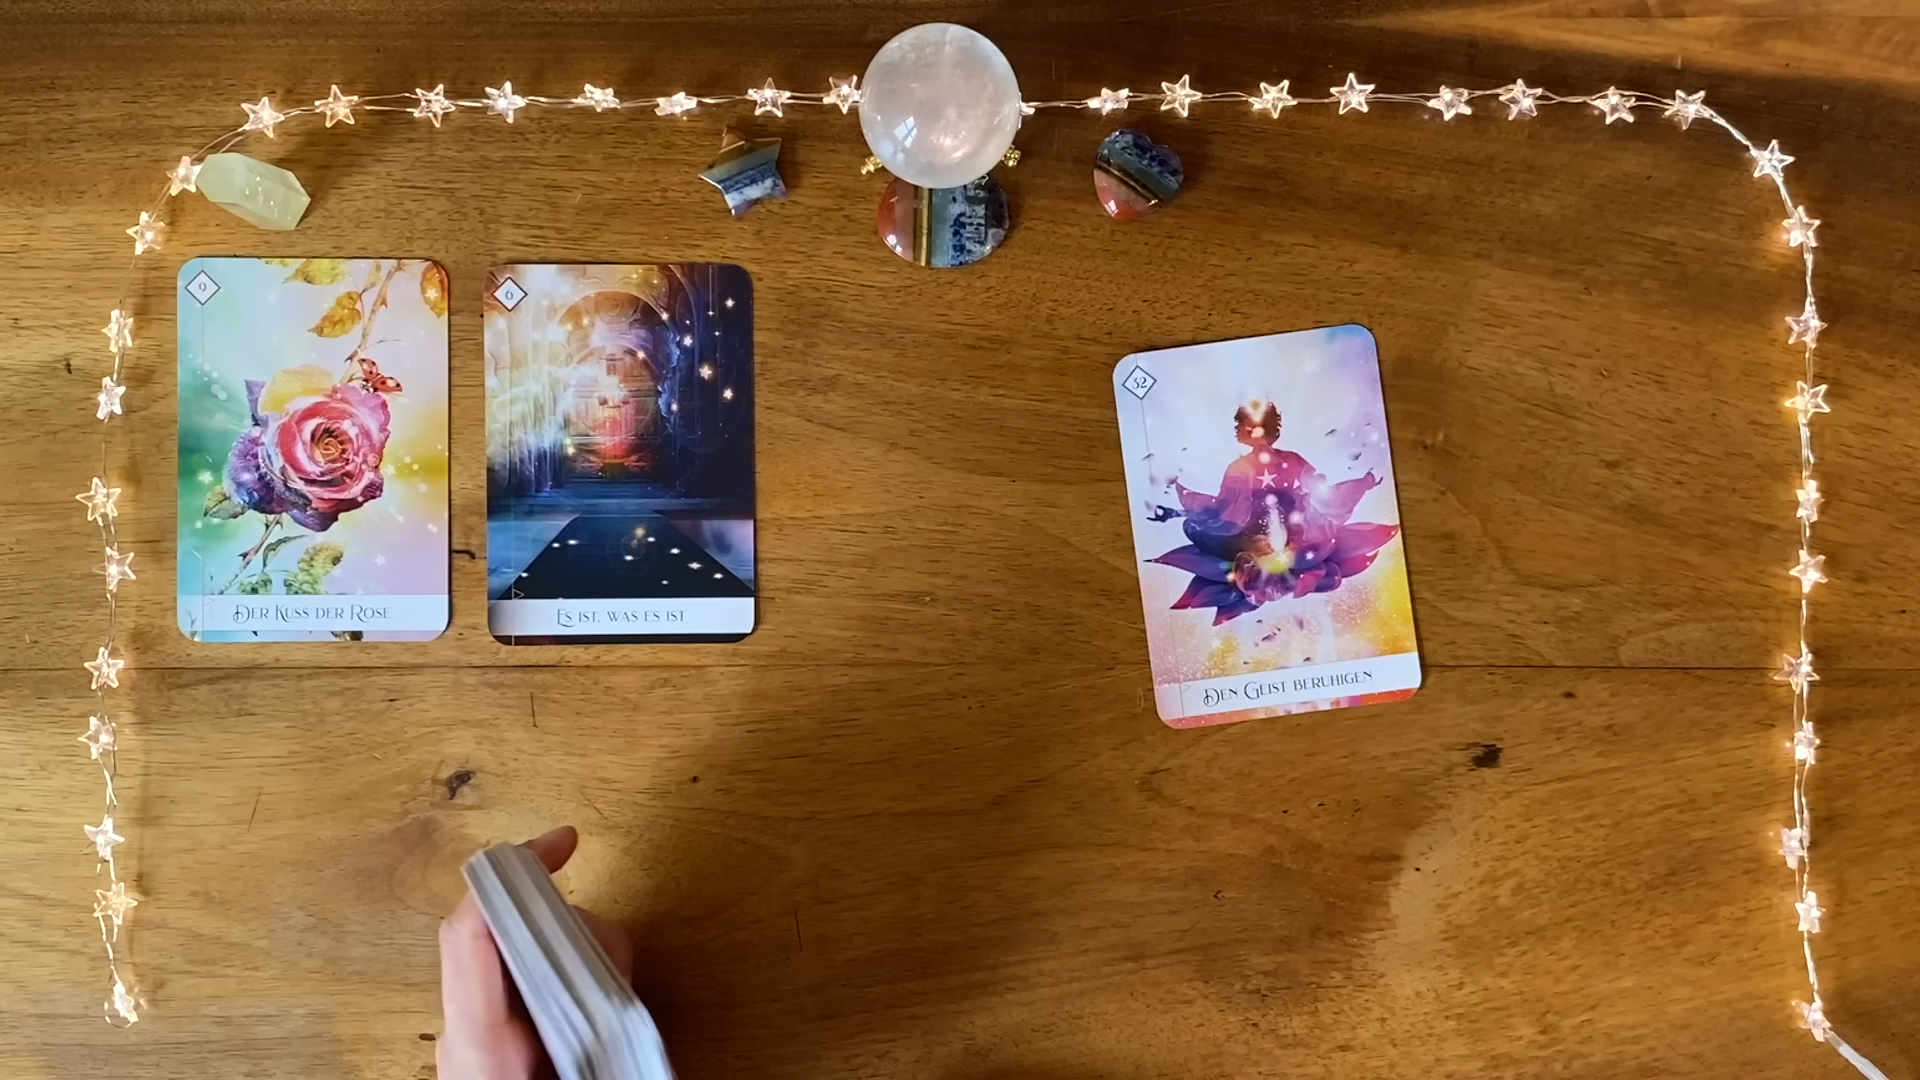 9
DER KUSS DER ROSE
6
ES IST, WAS ES IST
32
DEN GEIST BERUHIGEN